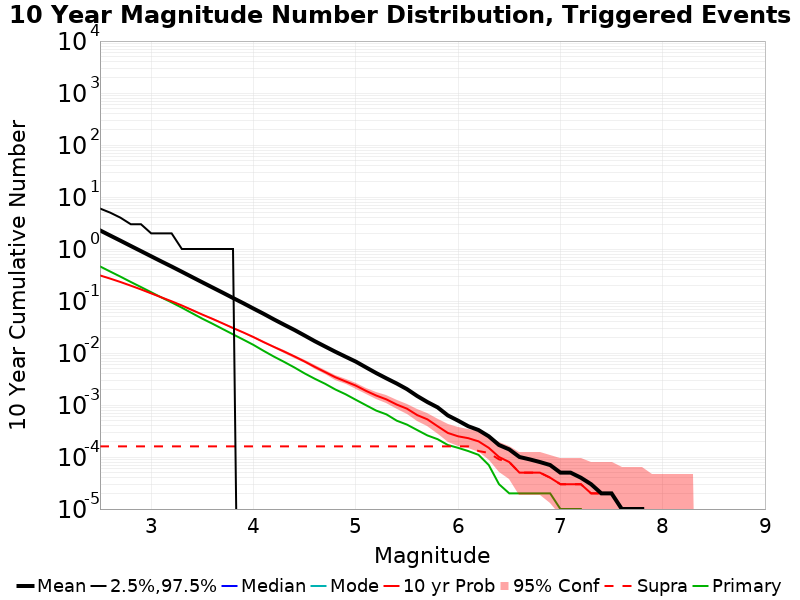 10 Year Magnitude Number Distribution, Triggered Events
10^4
10^3
10^2
10^1
10^0
10^-1
10^-2
10^-3
10^-4
10^-5
10 Year Cumulative Number
3 4 5 6 7 8 9
Magnitude
Mean 2.5%,97.5% Median Mode 10 yr Prob 95% Conf Supra Primary